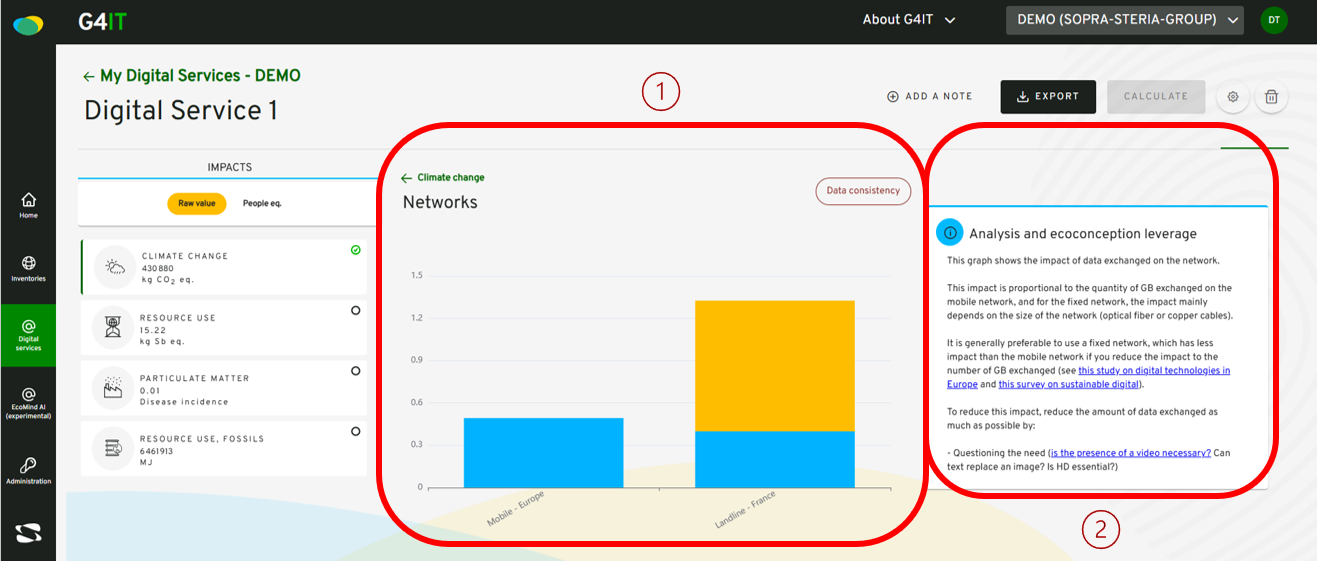 G4IT
About G4IT
DEMO (SOPRA-STERIA-GROUP)
DT
My Digital Services - DEMO
Digital Service 1
1
ADD A NOTE
EXPORT
CALCULATE
Home
Inventories
Digital
services
EcoMind AI
(experimental)
Administration
IMPACTS
Raw value
People eq.
CLIMATE CHANGE
430880
kg CO2 eq.
RESOURCE USE
15.22
kg Sb eq.
PARTICULATE MATTER
0.01
Disease incidence
RESOURCE USE, FOSSILS
6461913
MJ
Climate change
Networks
Data consistency
1.5
1.2
0.9
0.6
0.3
0
Mobile - Europe
Landline - France
Analysis and ecoconception leverage
This graph shows the impact of data exchanged on the network.
This impact is proportional to the quantity of GB exchanged on the
mobile network, and for the fixed network, the impact mainly
depends on the size of the network (optical fiber or copper cables).
It is generally preferable to use a fixed network, which has less
impact than the mobile network if you reduce the impact to the
number of GB exchanged (see this study on digital technologies in
Europe and this survey on sustainable digital).
To reduce this impact, reduce the amount of data exchanged as
much as possible by:
- Questioning the need (is the presence of a video necessary? Can
text replace an image? Is HD essential?)
2